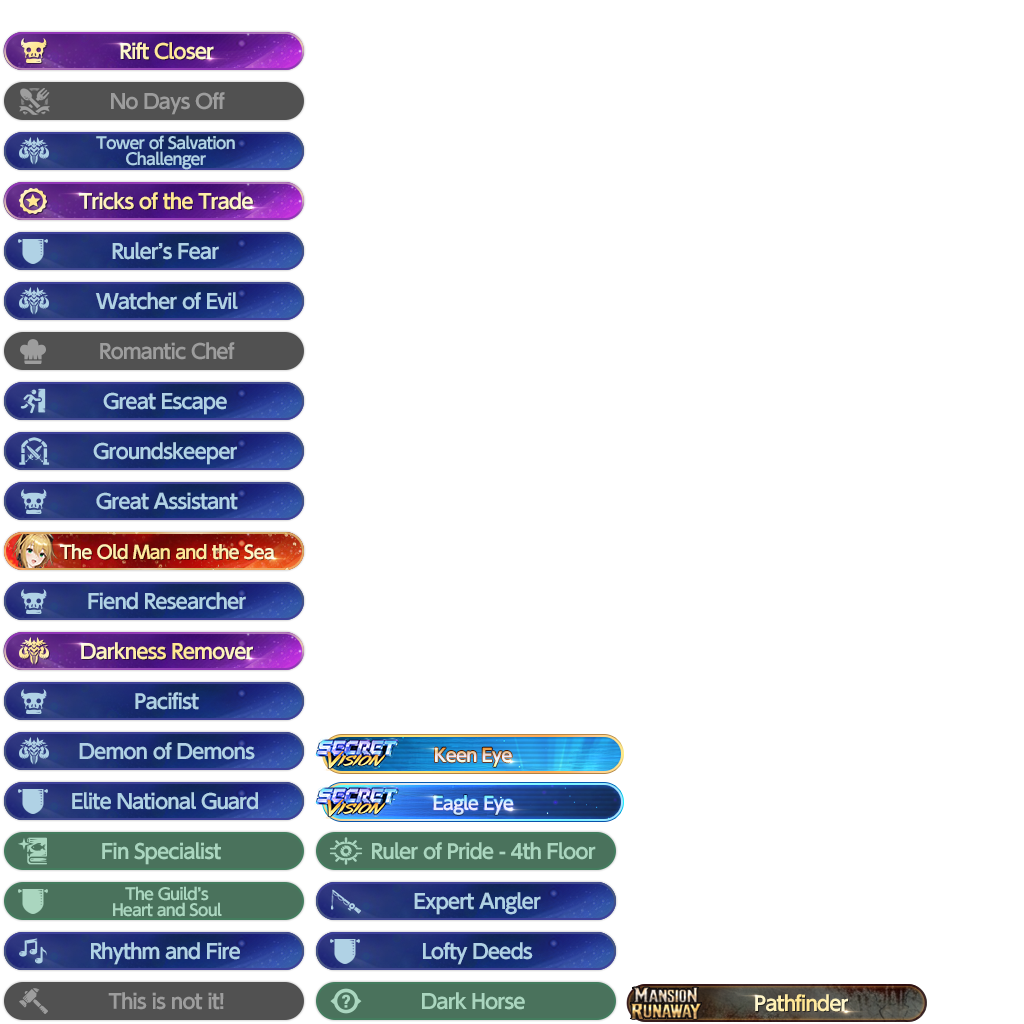 Rift Closer
No Days Off
Tower of Salvation
Challenger
Tricks of the Trade
Ruler's Fear
Watcher of Evil
Romantic Chef
Great Escape
Groundskeeper
Great Assistant
The Old Man and the Sea
Fiend Researcher
Darkness Remover
Pacifist
Demon of Demons
Elite National Guard
Fin Specialist
The Guild's
Heart and Soul
Rhythm and Fire
This is not it!
SECRET
VISION
Keen Eye
SECRET
VISION
Eagle Eye
Ruler of Pride - 4th Floor
Expert Angler
Lofty Deeds
Dark Horse
MANSION
RUNAWAY
Pathfinder